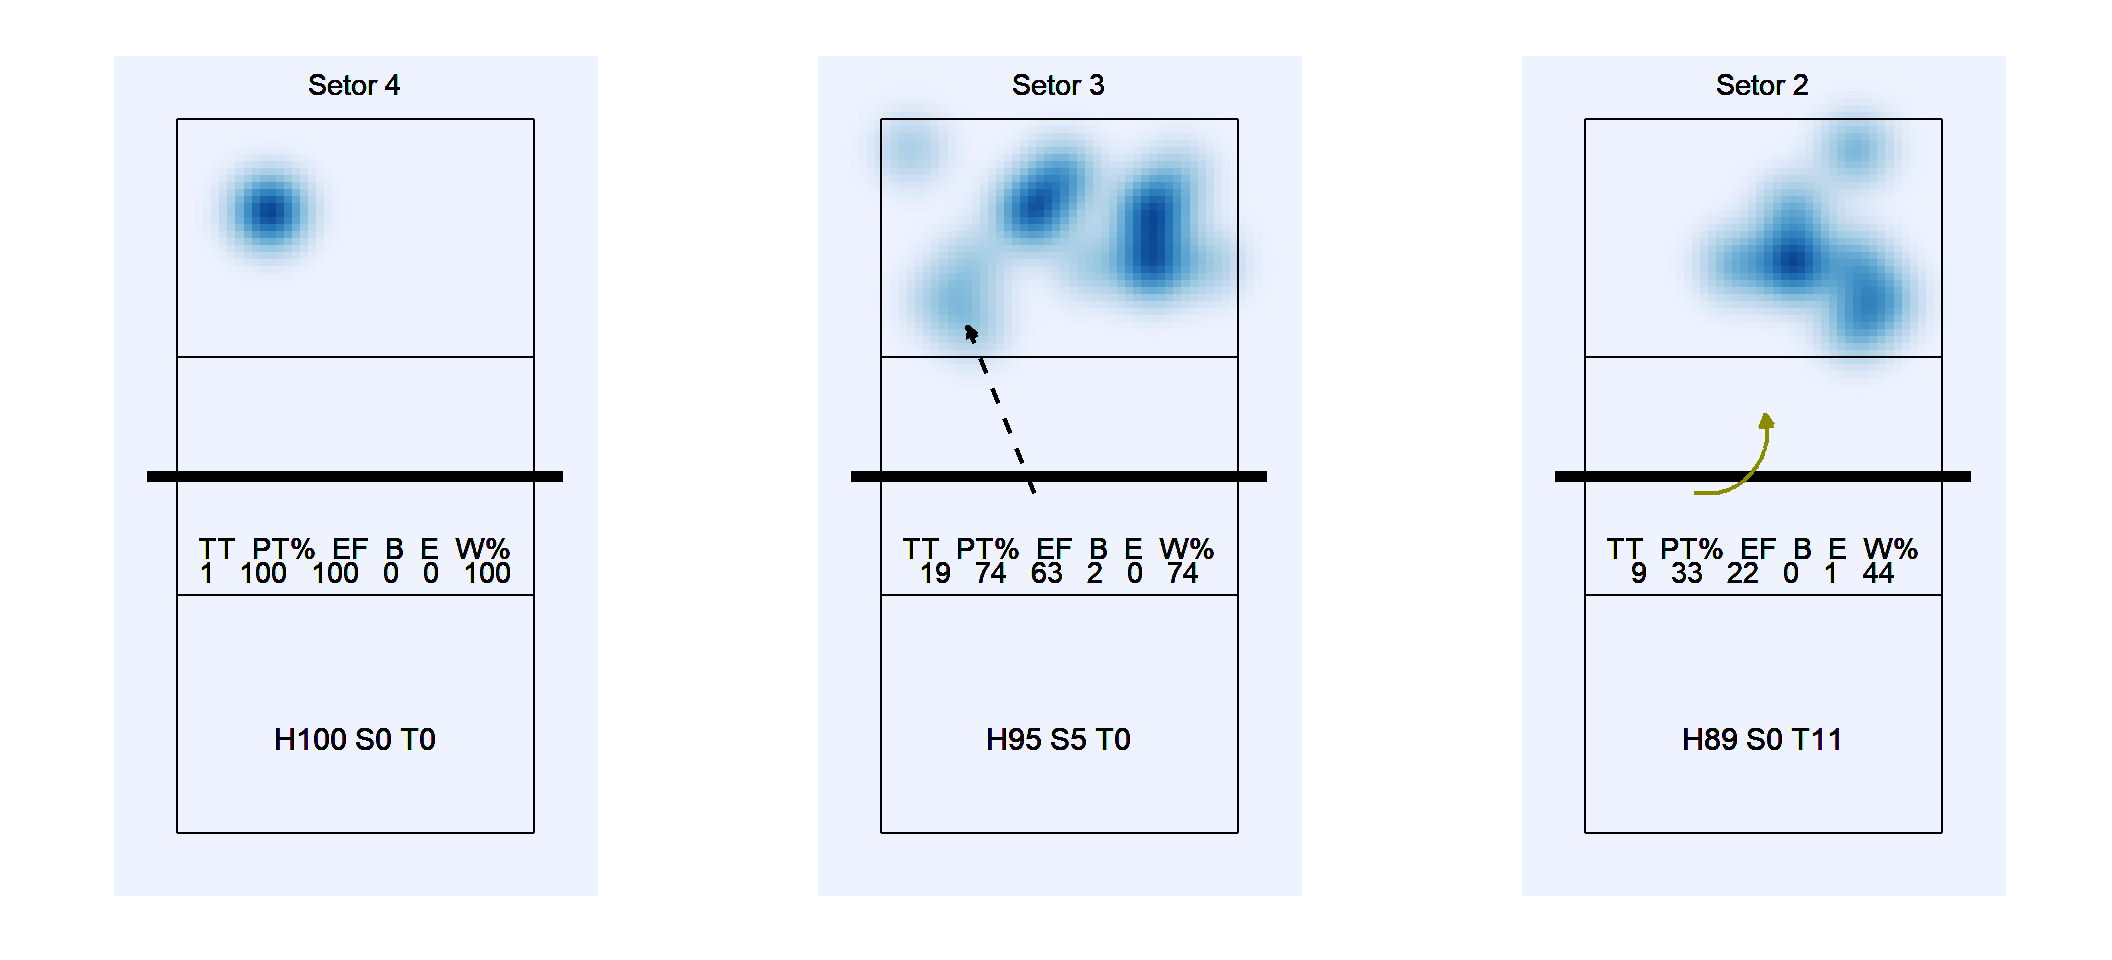 Setor 4
TT PT% EF B E W%
1 100 100 0 0 100
H100 S0 T0
Setor 3
TT PT% EF B E W%
19 74 63 2 0 74
H95 S5 T0
Setor 2
TT PT% EF B E W%
9 33 22 0 1 44
H89 S0 T11